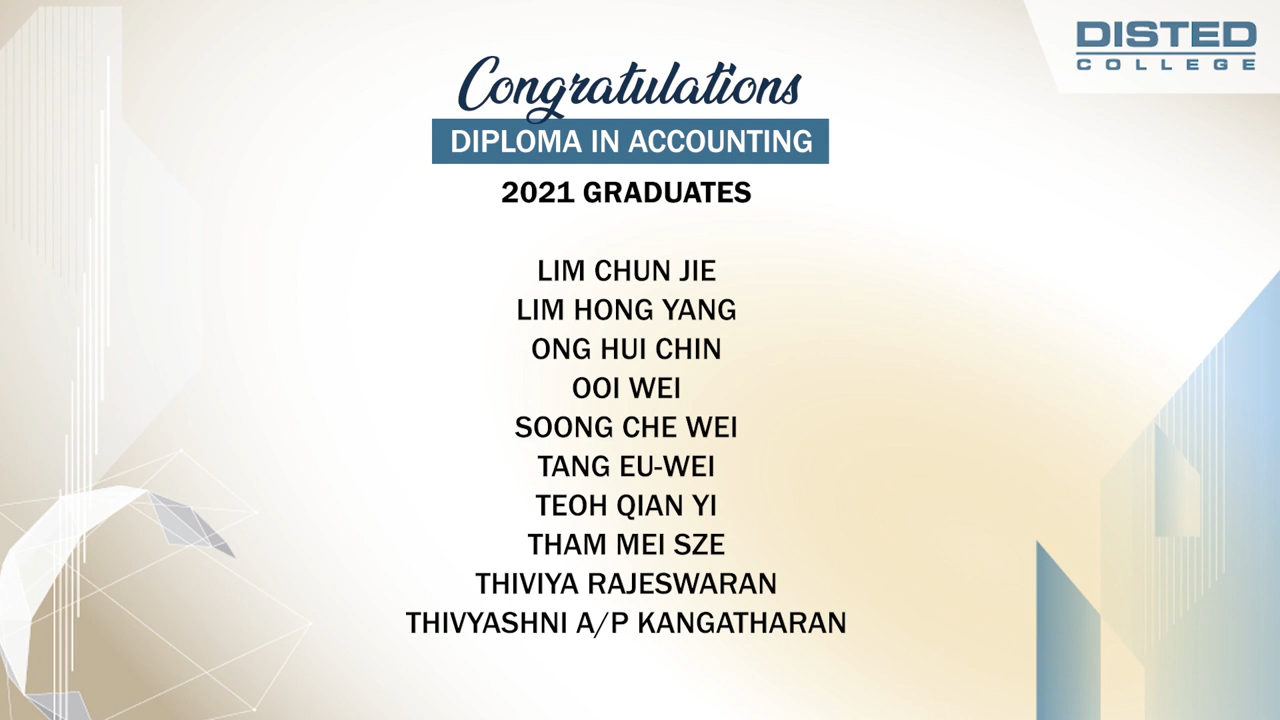 DISTED
COLLEGE
Congratulations
DIPLOMA IN ACCOUNTING
2021 GRADUATES
LIM CHUN JIE
LIM HONG YANG
ONG HUI CHIN
OOI WEI
SOONG CHE WEI
TANG EU-WEI
TEOH QIAN YI
THAM MEI SZE
THIVIYA RAJESWARAN
THIVYASHNI A/P KANGATHARAN